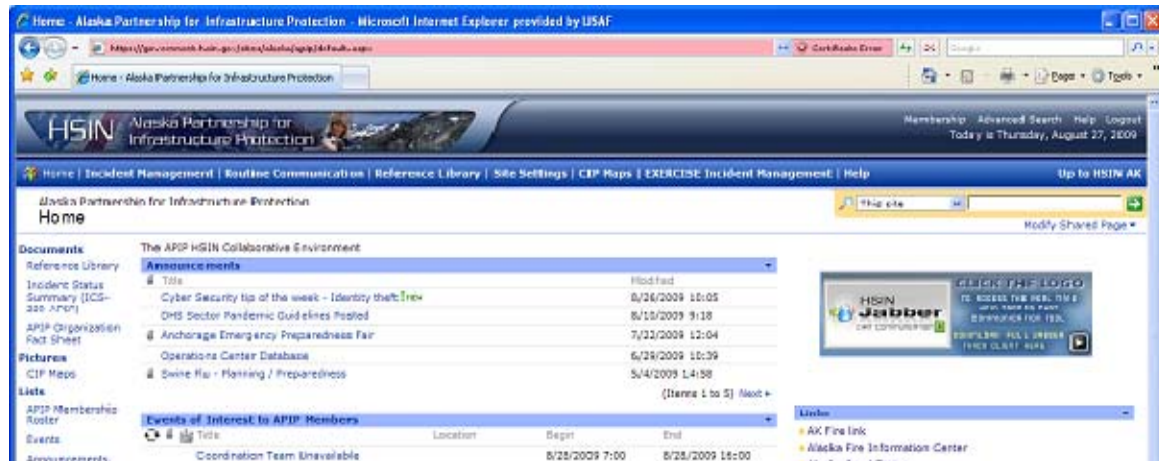 Home - Alaska Partnership for Infrastructure Protection - Microsoft Internet Explorer provided by USAF
Certificate Error
Google
Home - Alaska Partnership for Infrastructure Protection
Page Tools
HSIN Alaska Partnership for Infrastructure Protection
Membership Advanced Search Help Logout
Today is Thursday, August 27, 2009
Home | Incident Management | Routine Communication | Reference Library | Site Settings | CIP Maps | EXERCISE Incident Management | Help
Up to HSIN AK
Alaska Partnership for Infrastructure Protection
Home
This site
Modify Shared Page
Documents
Reference Library
Incident Status
Summary (ICS-
APIP Organization
Fact Sheet
Pictures
CIP Maps
Lists
APIP Membership
Roster
Events
Announcements
The APIP HSIN Collaborative Environment
Announcements
Title Modified
Cyber Security tip of the week - Identity theft new 8/26/2009 10:05
DHS Sector Pandemic Guidelines Posted 8/10/2009 9:18
Anchorage Emergency Preparedness Fair 7/22/2009 12:04
Operations Center Database 6/29/2009 10:39
Swine Flu - Planning / Preparedness 5/4/2009 14:58
(Items 1 to 5) Next
Events of Interest to APIP Members
Title Location Begin End
Coordination Team Unavailable 8/28/2009 7:00 8/28/2009 16:00
HSIN
Jabber
CLICK THE LOGO
Links
AK Fire link
Alaska Fire Information Center